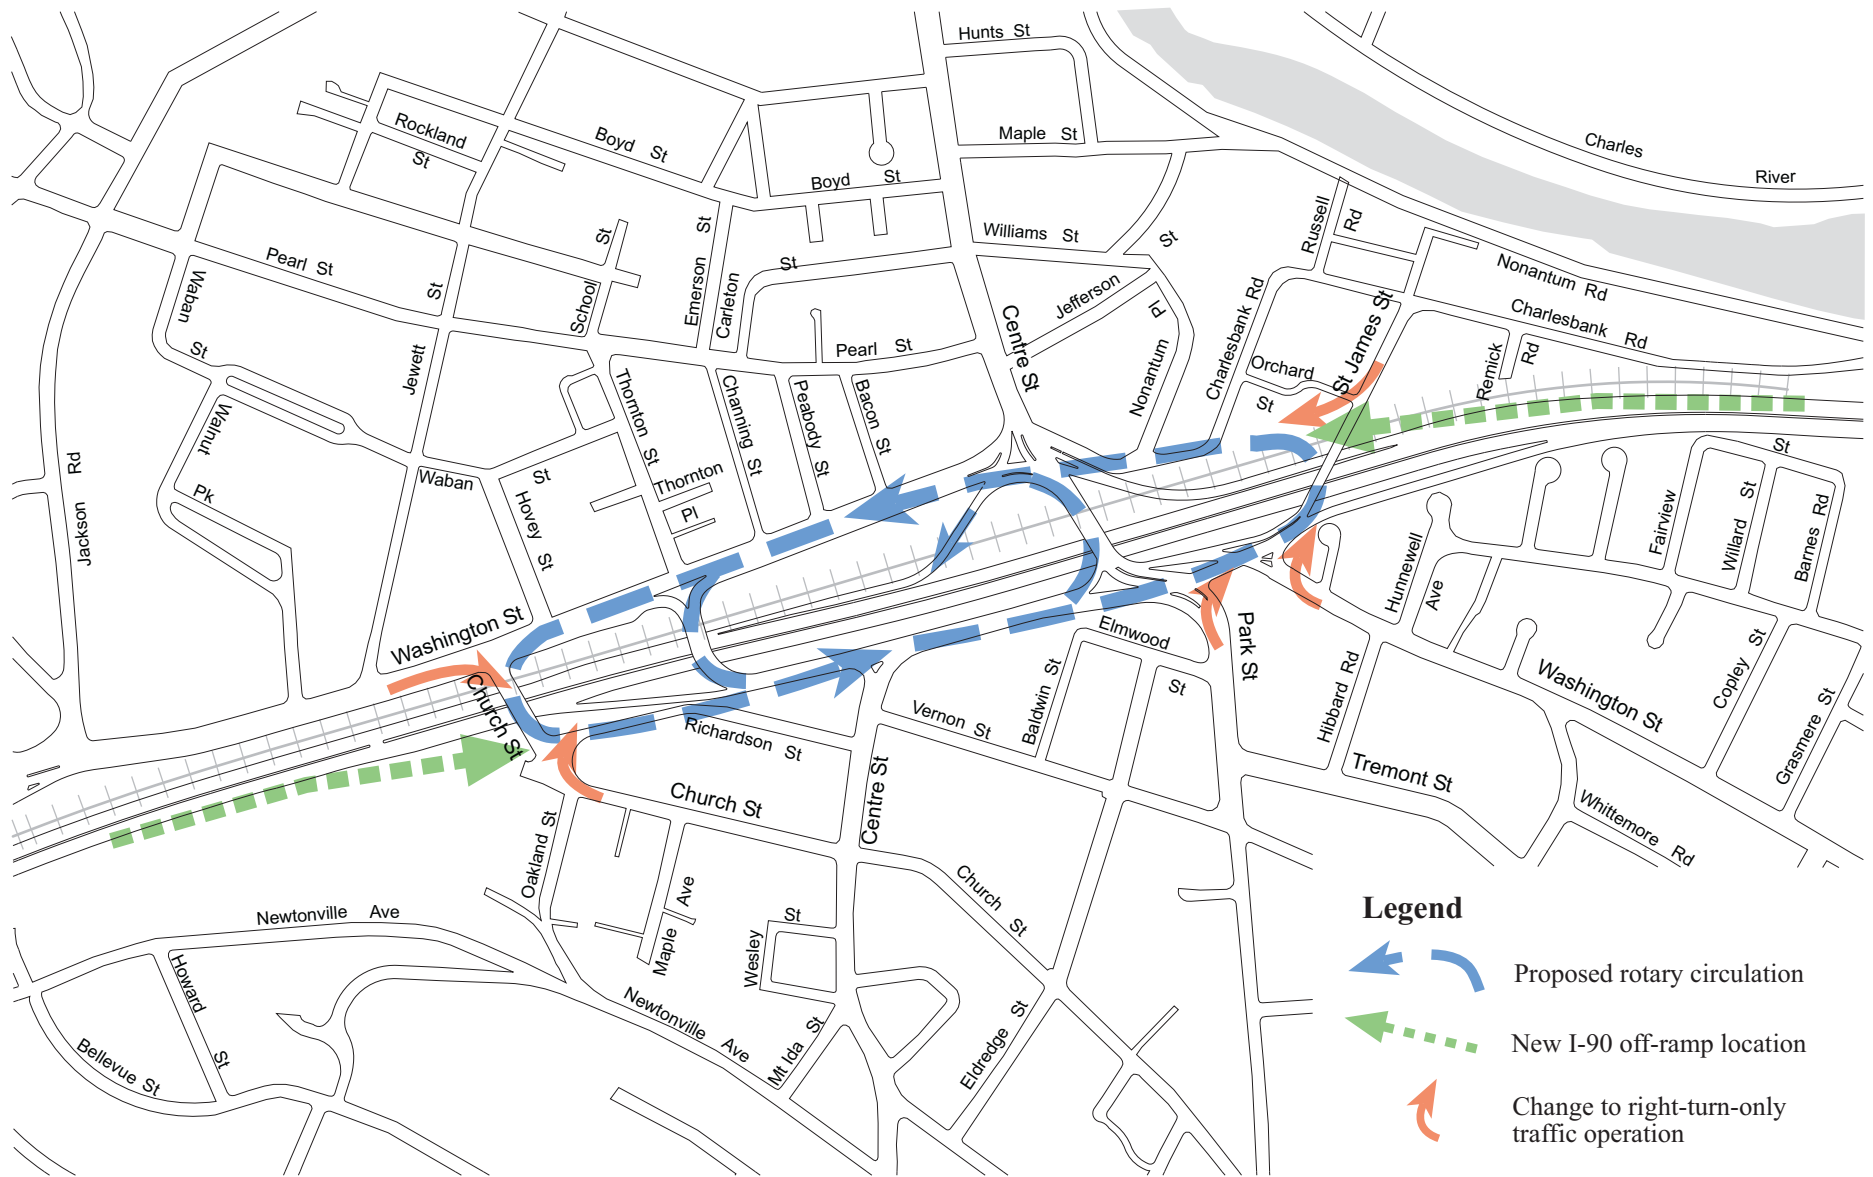 Hunts St
Charles
River
Rockland
St
Boyd St
Maple St
Boyd St
Russell
Rd
Williams St
St
St
St
Pearl St
St
Nonantum Rd
Waban
St
Emerson
Carleton
School
Jefferson
Pl
Charlesbank Rd
St James St
Charlesbank Rd
St
Jewett
Centre St
Pearl St
Nonantum
Orchard
St
Remick
Rd
Thornton St
Channing St
Peabody St
Bacon St
Walnut
Pk
Jackson Rd
Waban
St
Hovey St
Thornton
Pl
St
Fairview
Willard St
Barnes Rd
Hunnewell
Ave
Washington St
Elmwood
St
Park St
Church St
Vernon St
Baldwin St
Hibbard Rd
Washington St
Copley St
Grasmere St
Richardson St
Centre St
Tremont St
Church St
Oakland St
Whittemore Rd
Newtonville Ave
Maple Ave
Wesley
St
Church St
Howard
St
Bellevue St
Newtonville Ave
Mt Ida St
Eldredge St
Legend
Proposed rotary circulation
New I-90 off-ramp location
Change to right-turn-only
traffic operation